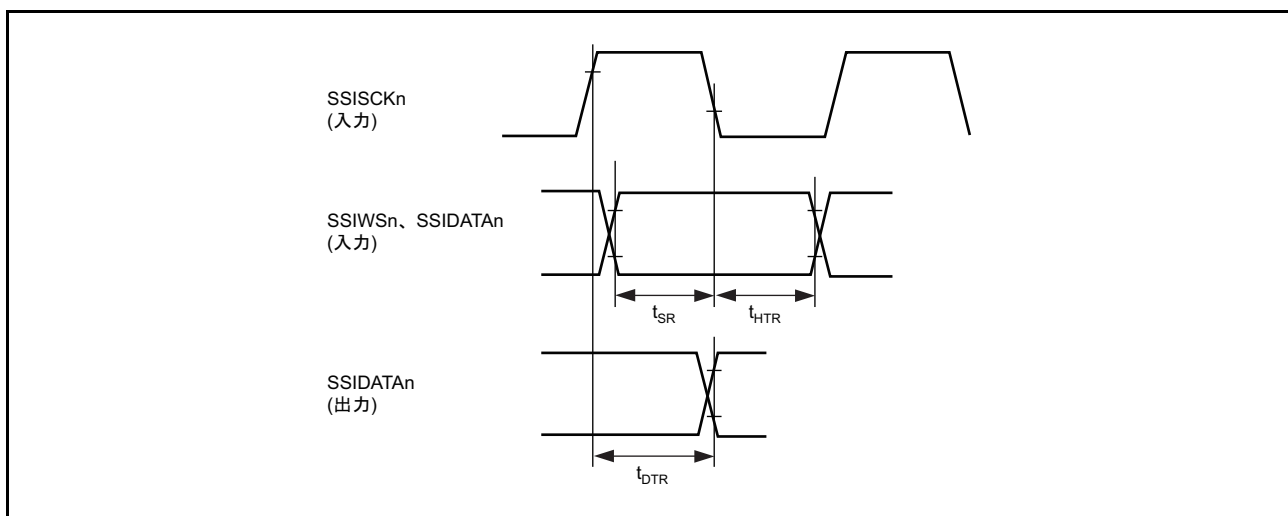 SSISCKn
(入力)
SSIWSn、SSIDATAn
(入力)
tSR
tHTR
SSIDATAn
(出力)
tDTR